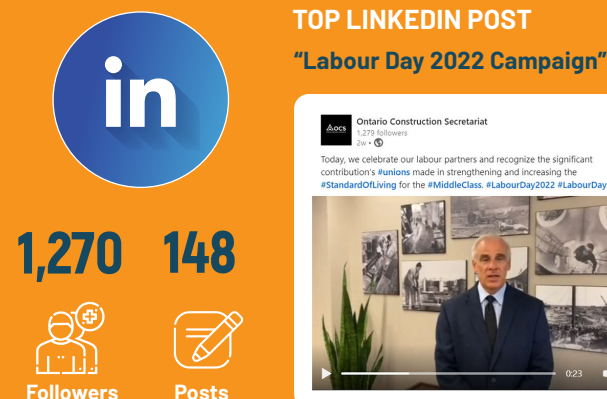 in
TOP LINKEDIN POST
“Labour Day 2022 Campaign”
OCS
Ontario Construction Secretariat
1,279 followers
2w •
Today, we celebrate our labour partners and recognize the significant
contribution's #unions made in strengthening and increasing the
#StandardOfLiving for the #MiddleClass. #LabourDay2022 #LabourDay
0:23
1,270 148
Followers Posts